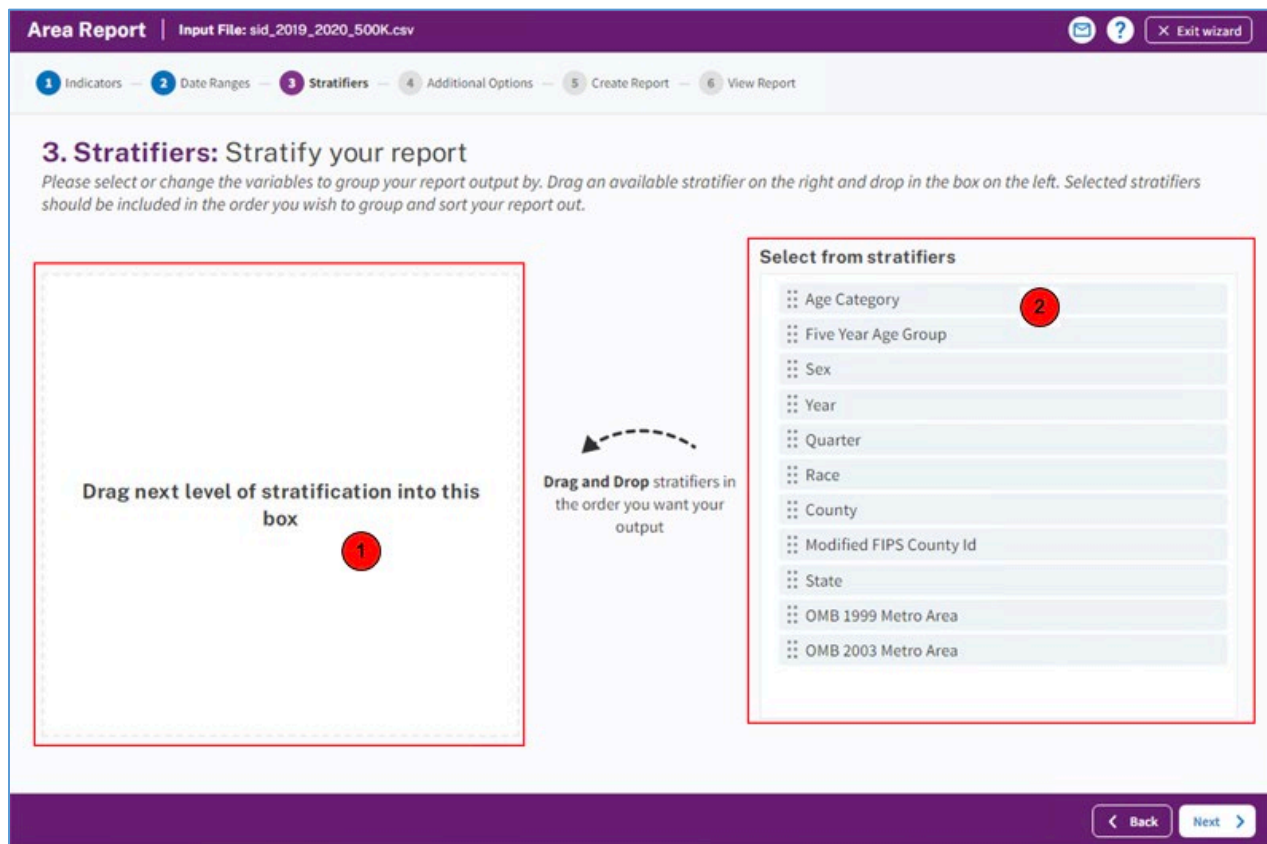 Area Report | Input File: sid_2019_2020_500K.csv ? × Exit wizard
1 Indicators — 2 Date Ranges — 3 Stratifiers — 4 Additional Options — 5 Create Report — 6 View Report
3. Stratifiers: Stratify your report
Please select or change the variables to group your report output by. Drag an available stratifier on the right and drop in the box on the left. Selected stratifiers
should be included in the order you wish to group and sort your report out.
Drag next level of stratification into this
box
1
Drag and Drop stratifiers in
the order you want your
output
Select from stratifiers
Age Category
2
Five Year Age Group
Sex
Year
Quarter
Race
County
Modified FIPS County Id
State
OMB 1999 Metro Area
OMB 2003 Metro Area
< Back Next >